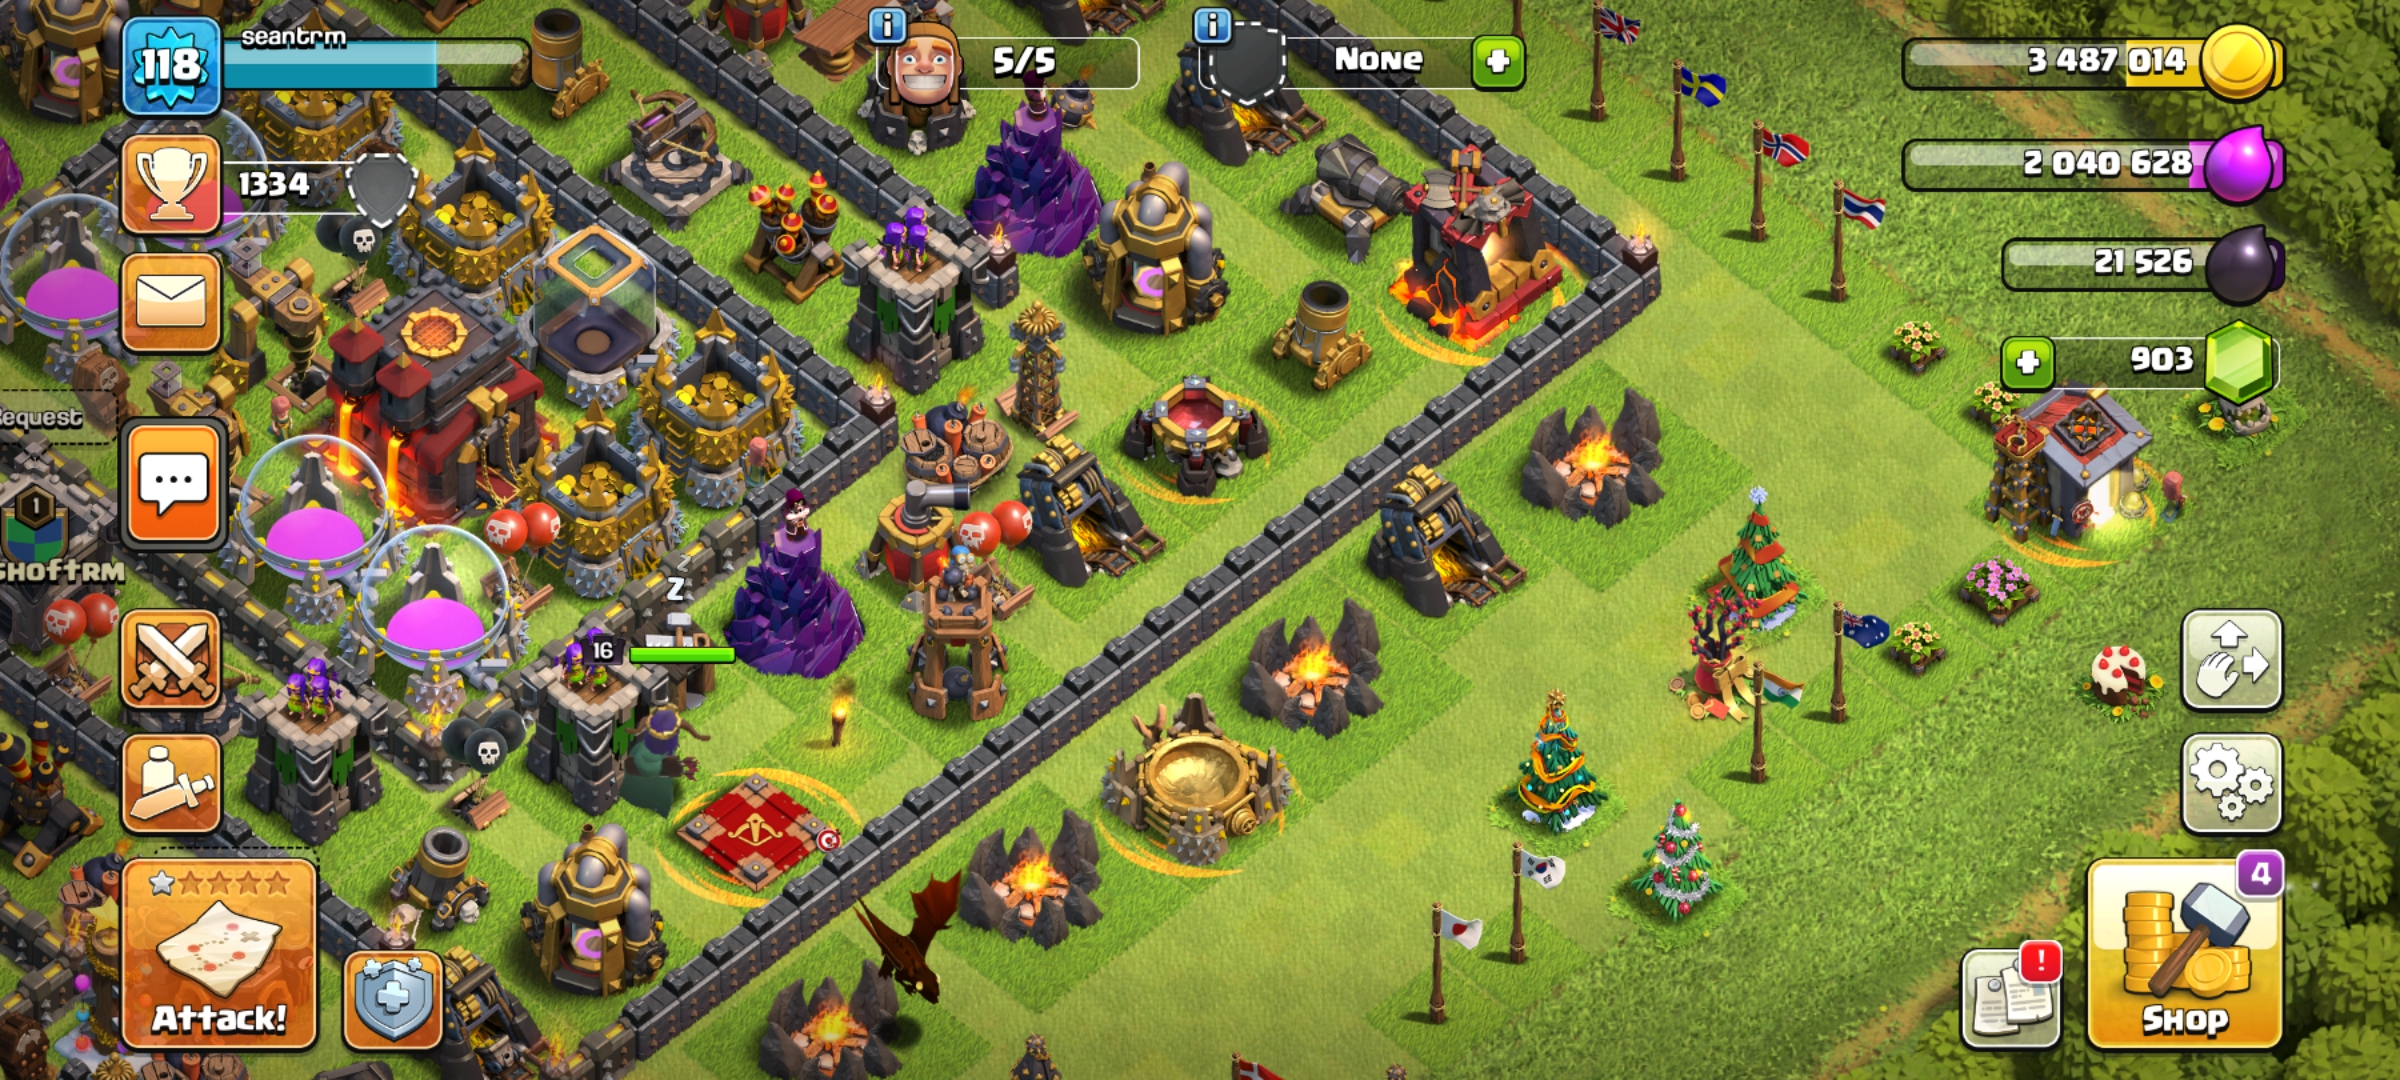 118
seantrm
5/5
None
3 487 014
1334
2 040 628
21 526
903
equest
1
SHOFTRM
z
Z
16
Attack!
4
!
Shop